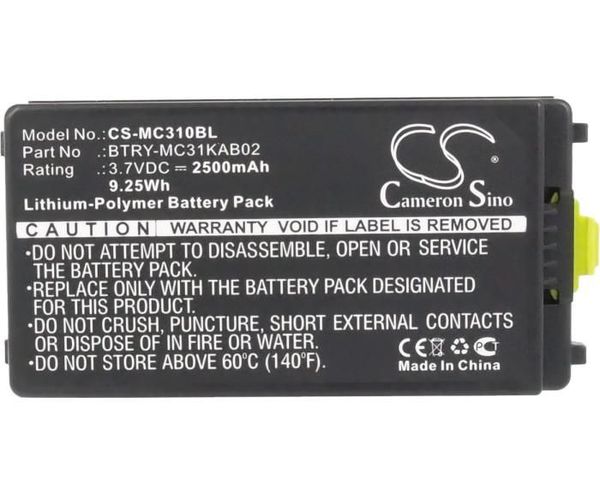 Model No.:CS-MC310BL
Part No :BTRY-MC31KAB02
Rating :3.7VDC ⎓ 2500mAh
9.25Wh
Lithium-Polymer Battery Pack
CS
Cameron Sino
CAUTION WARRANTY VOID IF LABEL IS REMOVED
*DO NOT ATTEMPT TO DISASSEMBLE, OPEN OR SERVICE
THE BATTERY PACK.
*REPLACE ONLY WITH THE BATTERY PACK DESIGNATED
FOR THIS PRODUCT.
*DO NOT CRUSH, PUNCTURE, SHORT EXTERNAL CONTACTS
OR DISPOSE OF IN FIRE OR WATER.
*DO NOT STORE ABOVE 60°C (140°F).
CE
Made In China